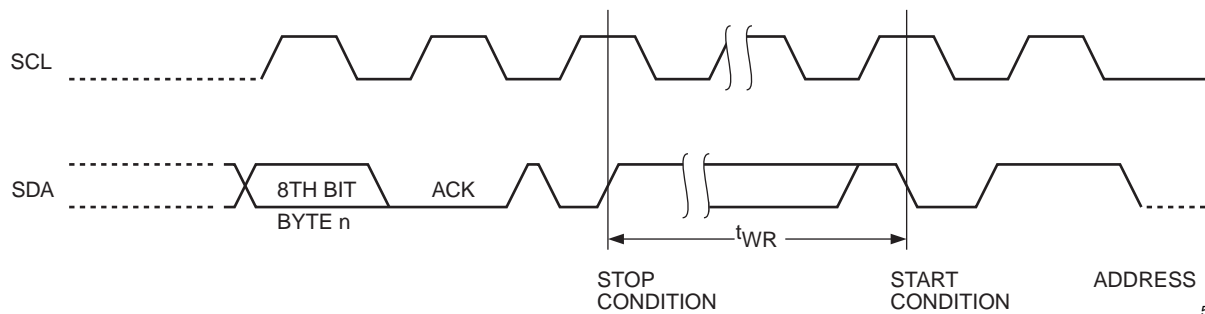 SCL
SDA
8TH BIT
ACK
BYTE n
tWR
STOP
CONDITION
START
CONDITION
ADDRESS